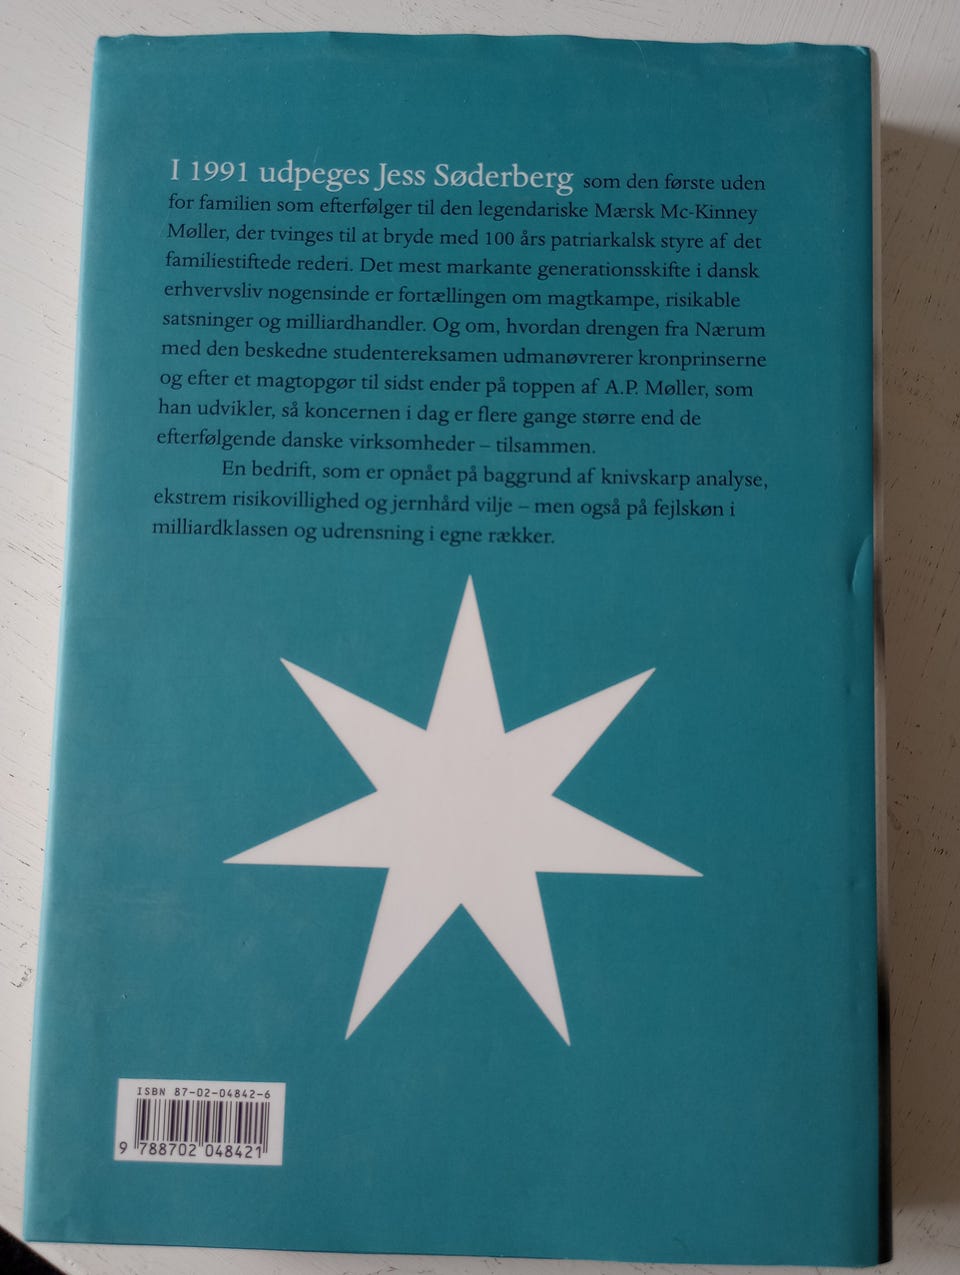 I 1991 udpeges Jess Søderberg som den første uden
for familien som efterfølger til den legendariske Mærsk Mc-Kinney
Møller, der tvinges til at bryde med 100 års patriarkalsk styre af det
familiestiftede rederi. Det mest markante generationsskifte i dansk
erhvervsliv nogensinde er fortællingen om magtkampe, risikable
satsninger og milliardhandler. Og om, hvordan drengen fra Nærum
med den beskedne studentereksamen udmanøvrerer kronprinserne
og efter et magtopgør til sidst ender på toppen af A.P. Møller, som
han udvikler, så koncernen i dag er flere gange større end de
efterfølgende danske virksomheder – tilsammen.
En bedrift, som er opnået på baggrund af knivskarp analyse,
ekstrem risikovillighed og jernhård vilje – men også på fejlskøn i
milliardklassen og udrensning i egne rækker.
ISBN 87-02-04842-6
9 788702 048421